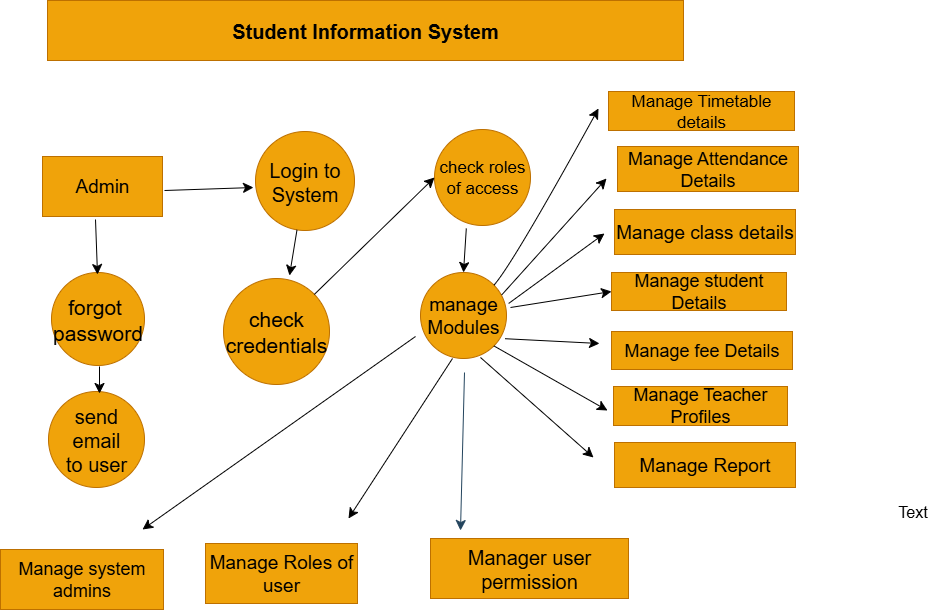 Student Information System
Manage Timetable
details
Manage Attendance
Details
Manage class details
Manage student
Details
Manage fee Details
Manage Teacher
Profiles
Manage Report
Admin
Login to
System
check roles
of access
forgot
password
check
credentials
manage
Modules
send
email
to user
Text
Manage system
admins
Manage Roles of
user
Manager user
permission